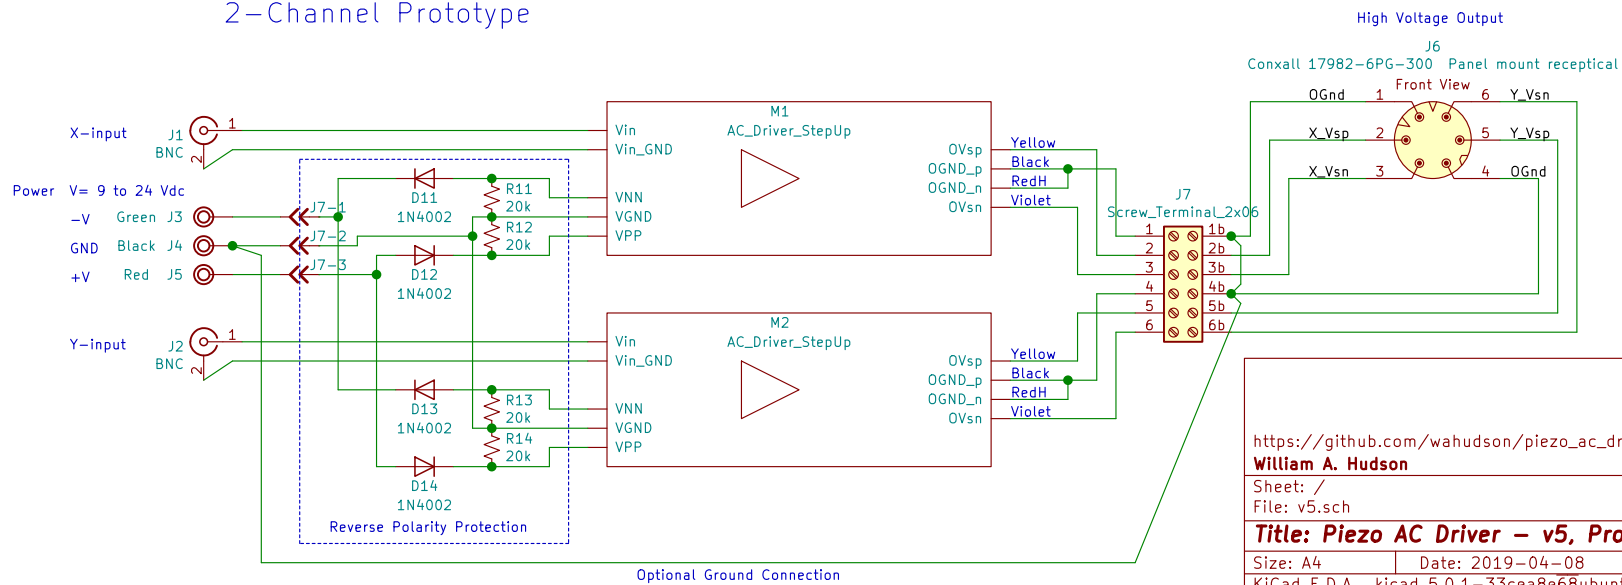 2-Channel Prototype
High Voltage Output
J6
Conxall 17982-6PG-300 Panel mount receptical
Front View
OGnd 1 6 Y_Vsn
X_Vsp 2 5 Y_Vsp
X_Vsn 3 4 OGnd
X-input J1 1
BNC 2
Power V= 9 to 24 Vdc
-V Green J3 J7-1
GND Black J4 J7-2
+V Red J5 J7-3
Y-input J2 1
BNC 2
D11
1N4002
R11
20k
R12
20k
D12
1N4002
D13
1N4002
R13
20k
R14
20k
D14
1N4002
Reverse Polarity Protection
M1
AC_Driver_StepUp
Vin
Vin_GND
VNN
VGND
VPP
OVsp Yellow
OGND_p Black
OGND_n RedH
OVsn Violet
M2
AC_Driver_StepUp
Vin
Vin_GND
VNN
VGND
VPP
OVsp Yellow
OGND_p Black
OGND_n RedH
OVsn Violet
J7
Screw_Terminal_2x06
1 1b
2 2b
3 3b
4 4b
5 5b
6 6b
Optional Ground Connection
https://github.com/wahudson/piezo_ac_dr
William A. Hudson
Sheet: /
File: v5.sch
Title: Piezo AC Driver - v5, Pro
Size: A4 Date: 2019-04-08